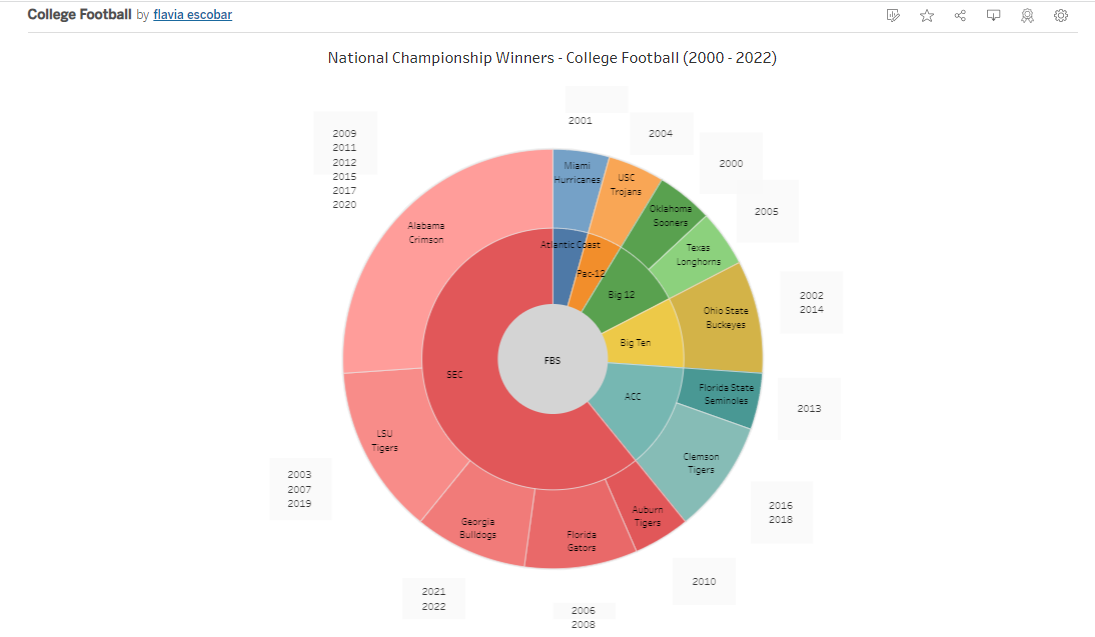 College Football by flavia escobar
National Championship Winners - College Football (2000 - 2022)
2001
2004
2000
2005
2002
2014
2013
2016
2018
2010
2006
2008
2021
2022
2003
2007
2019
2009
2011
2012
2015
2017
2020
Miami
Hurricanes
USC
Trojans
Oklahoma
Sooners
Texas
Longhorns
Ohio State
Buckeyes
Florida State
Seminoles
Clemson
Tigers
Auburn
Tigers
Florida
Gators
Georgia
Bulldogs
LSU
Tigers
Alabama
Crimson
Atlantic Coast
Pac-12
Big 12
Big Ten
ACC
SEC
FBS